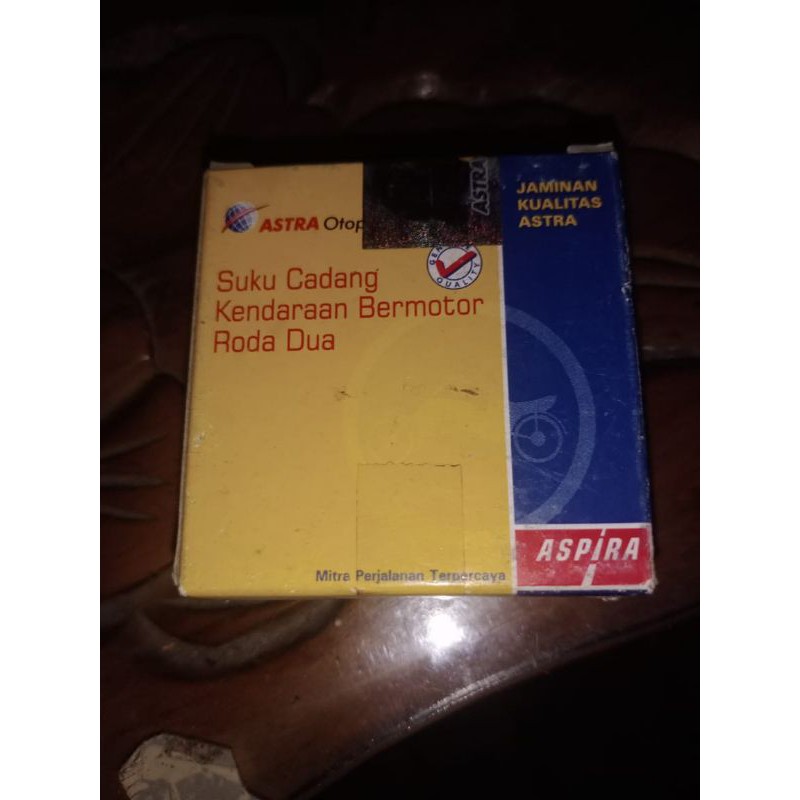 ASTRA Otop
ASTRA
JAMINAN
KUALITAS
ASTRA
QUALITY
Suku Cadang
Kendaraan Bermotor
Roda Dua
Mitra Perjalanan Terpercaya
ASPIRA